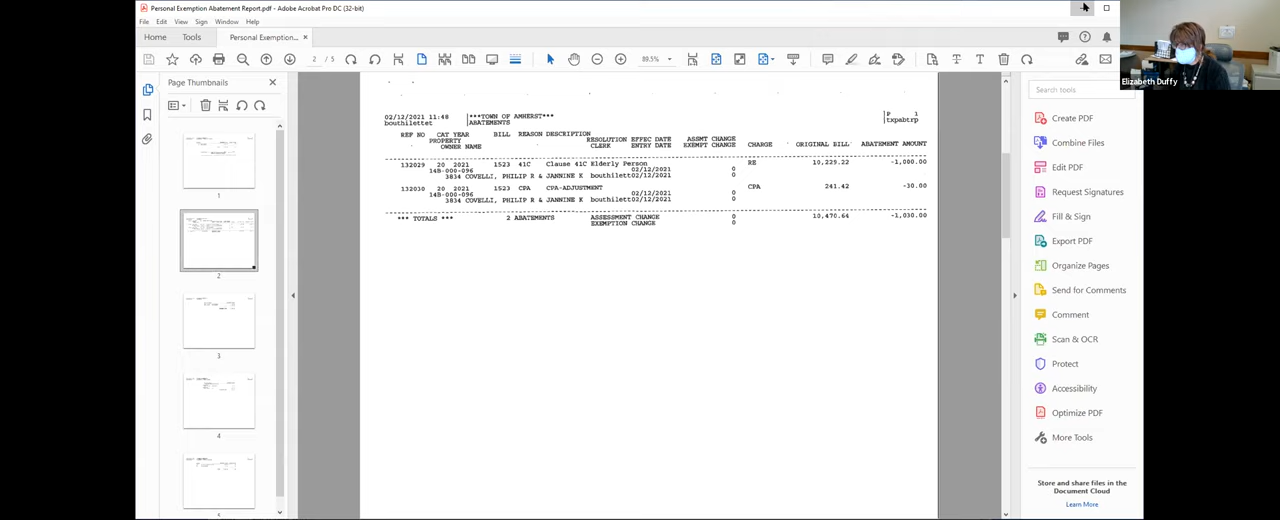 Personal Exemption Abatement Report.pdf - Adobe Acrobat Pro DC (32-bit)
File Edit View Sign Window Help
Home Tools Personal Exemption... ×
2 / 5 89.5%
Page Thumbnails
1
2
3
4
Elizabeth Duffy
02/12/2021 11:48 |***TOWN OF AMHERST*** |P 1
bouthilettet |ABATEMENTS |txpabtrp
REF NO CAT YEAR BILL REASON DESCRIPTION RESOLUTION EFFEC DATE ASSMT CHANGE
PROPERTY CLERK ENTRY DATE EXEMPT CHANGE CHARGE ORIGINAL BILL ABATEMENT AMOUNT
OWNER NAME
132029 20 2021 1523 41C Clause 41C Elderly Person RE 10,229.22 -1,000.00
14B-000-096 02/12/2021 0
3834 COVELLI, PHILIP R & JANNINE K bouthilett02/12/2021 0
132030 20 2021 1523 CPA CPA-ADJUSTMENT CPA 241.42 -30.00
14B-000-096 02/12/2021 0
3834 COVELLI, PHILIP R & JANNINE K bouthilett02/12/2021 0
*** TOTALS *** 2 ABATEMENTS ASSESSMENT CHANGE 0 10,470.64 -1,030.00
EXEMPTION CHANGE 0
Search tools
Create PDF
Combine Files
Edit PDF
Request Signatures
Fill & Sign
Export PDF
Organize Pages
Send for Comments
Comment
Scan & OCR
Protect
Accessibility
Optimize PDF
More Tools
Store and share files in the
Document Cloud
Learn More